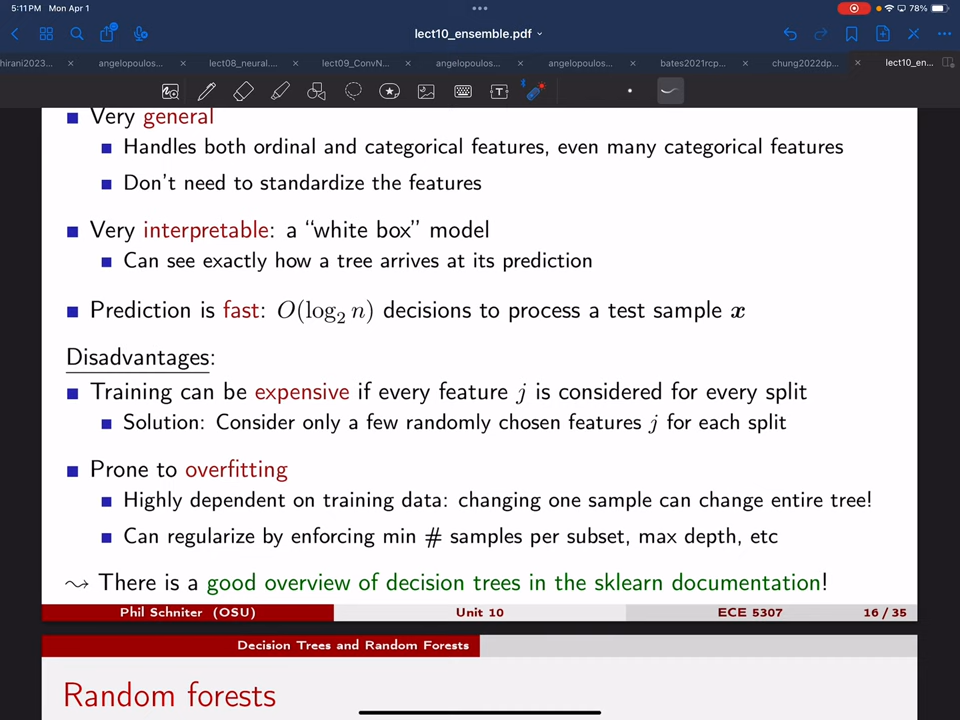 5:11 PM Mon Apr 1
78%
lect10_ensemble.pdf
hirani2023...
angelopoulos...
lect08_neural....
lect09_ConvN...
angelopoulos...
angelopoulos...
bates2021rcp...
chung2022dp...
lect10_en...
Very general
Handles both ordinal and categorical features, even many categorical features
Don't need to standardize the features
Very interpretable: a “white box” model
Can see exactly how a tree arrives at its prediction
Prediction is fast: O(log₂ n) decisions to process a test sample x
Disadvantages:
Training can be expensive if every feature j is considered for every split
Solution: Consider only a few randomly chosen features j for each split
Prone to overfitting
Highly dependent on training data: changing one sample can change entire tree!
Can regularize by enforcing min # samples per subset, max depth, etc
⇝ There is a good overview of decision trees in the sklearn documentation!
Phil Schniter (OSU) Unit 10 ECE 5307 16 / 35
Decision Trees and Random Forests
Random forests